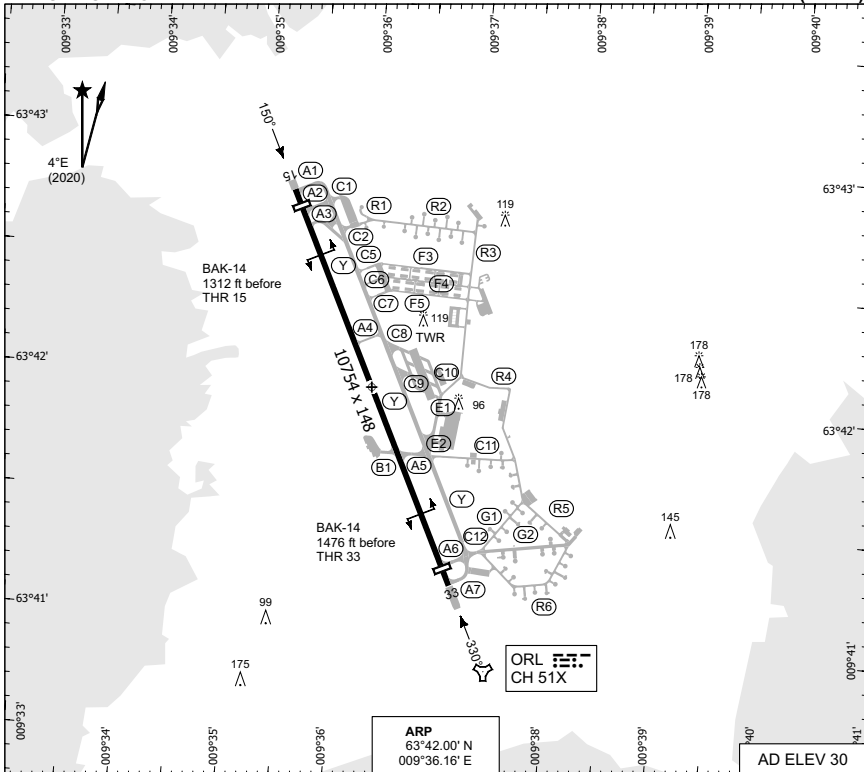 009°33'
009°34'
009°35'
009°36'
009°37'
009°38'
009°39'
009°40'
63°43'
4°E
(2020)
150°
15
A1
A2
A3
C1
R1
R2
119
63°43'
C2
C5
Y
F3
R3
BAK-14
1312 ft before
THR 15
C6
F4
C7
F5
119
TWR
A4
C8
63°42'
10754 x 148
C10
C9
R4
178
178
178
Y
E1
96
63°42'
E2
C11
B1
A5
Y
G1
R5
BAK-14
1476 ft before
THR 33
C12
G2
145
A6
A7
33
R6
63°41'
99
330°
ORL
CH 51X
175
009°41'
009°33'
009°34'
009°35'
009°36'
ARP
63°42.00' N
009°36.16' E
009°38'
009°39'
009°40'
009°41'
AD ELEV 30